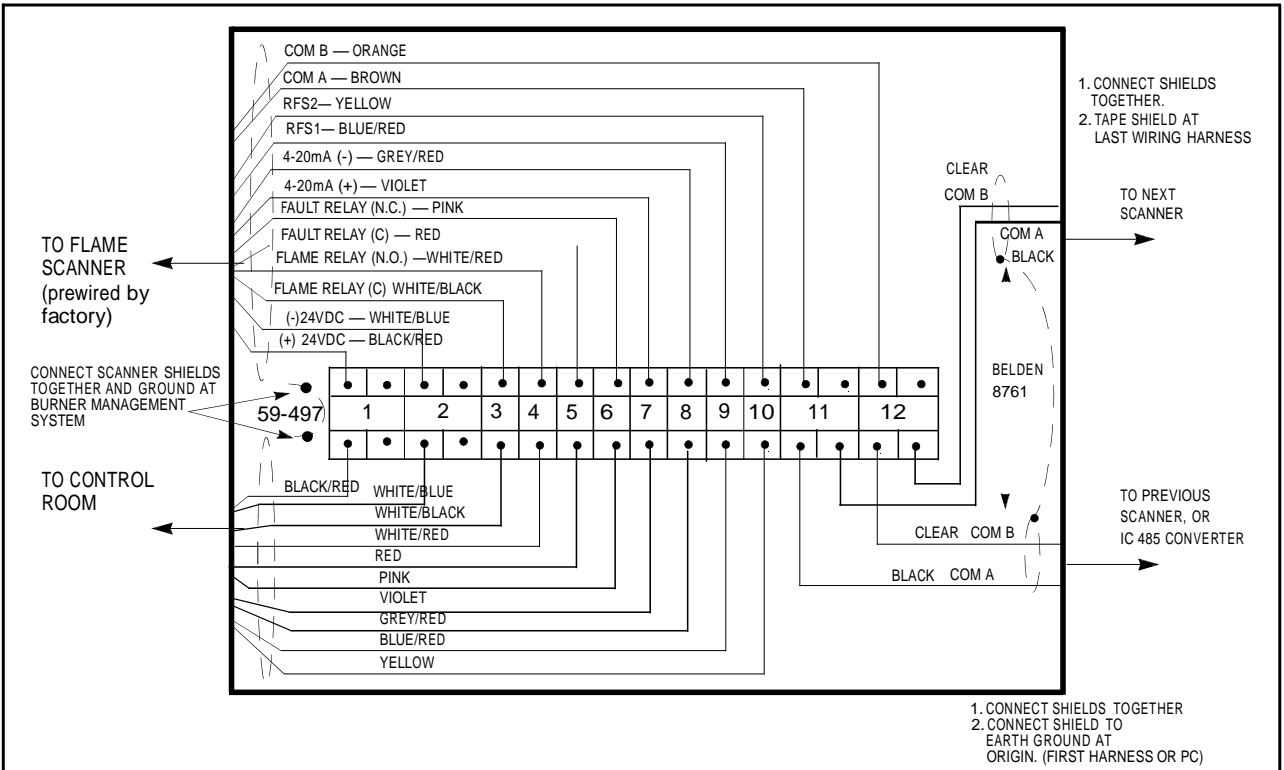 COM B — ORANGE
COM A — BROWN
RFS2— YELLOW
RFS1— BLUE/RED
4-20mA (-) — GREY/RED
4-20mA (+) — VIOLET
FAULT RELAY (N.C.) — PINK
FAULT RELAY (C) — RED
FLAME RELAY (N.O.) —WHITE/RED
FLAME RELAY (C) WHITE/BLACK
(-)24VDC — WHITE/BLUE
(+) 24VDC — BLACK/RED
TO FLAME
SCANNER
(prewired by
factory)
CONNECT SCANNER SHIELDS
TOGETHER AND GROUND AT
BURNER MANAGEMENT
SYSTEM
59-497
1 2 3 4 5 6 7 8 9 10 11 12
TO CONTROL
ROOM
BLACK/RED
WHITE/BLUE
WHITE/BLACK
WHITE/RED
RED
PINK
VIOLET
GREY/RED
BLUE/RED
YELLOW
1. CONNECT SHIELDS
TOGETHER.
2. TAPE SHIELD AT
LAST WIRING HARNESS
CLEAR
COM B
COM A
BLACK
TO NEXT
SCANNER
BELDEN
8761
CLEAR COM B
BLACK COM A
TO PREVIOUS
SCANNER, OR
IC 485 CONVERTER
1. CONNECT SHIELDS TOGETHER
2. CONNECT SHIELD TO
EARTH GROUND AT
ORIGIN. (FIRST HARNESS OR PC)